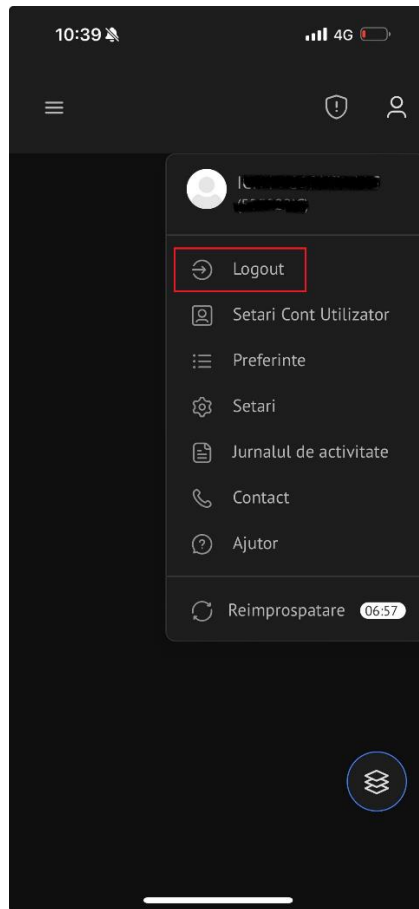 10:39
4G
Logout
Setari Cont Utilizator
Preferinte
Setari
Jurnalul de activitate
Contact
Ajutor
Reimprospatare 06:57